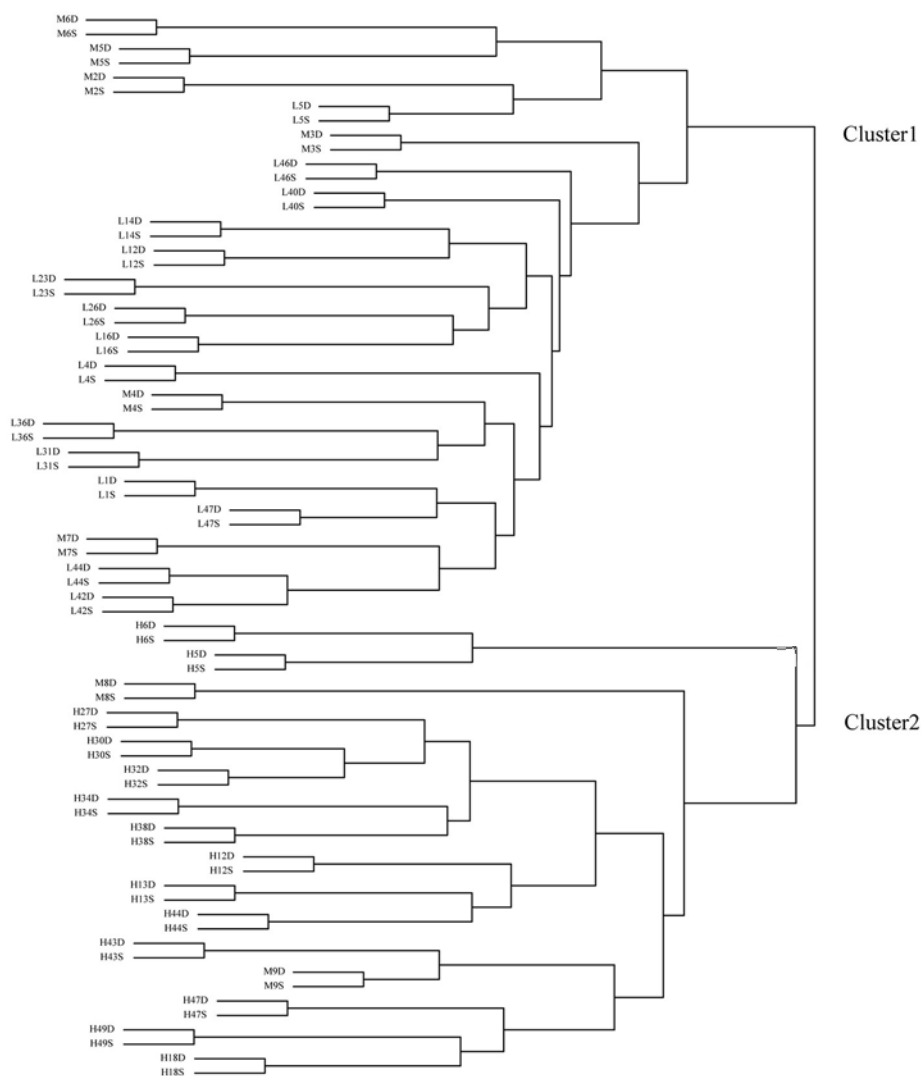 M6D
M6S
M5D
M5S
M2D
M2S
L5D
L5S
Cluster1
M3D
M3S
L46D
L46S
L40D
L40S
L14D
L14S
L12D
L12S
L23D
L23S
L26D
L26S
L16D
L16S
L4D
L4S
M4D
M4S
L36D
L36S
L31D
L31S
L1D
L1S
L47D
L47S
M7D
M7S
L44D
L44S
L42D
L42S
H6D
H6S
H5D
H5S
M8D
M8S
H27D
Cluster2
H27S
H30D
H30S
H32D
H32S
H34D
H34S
H38D
H38S
H12D
H12S
H13D
H13S
H44D
H44S
H43D
H43S
M9D
M9S
H47D
H47S
H49D
H49S
H18D
H18S